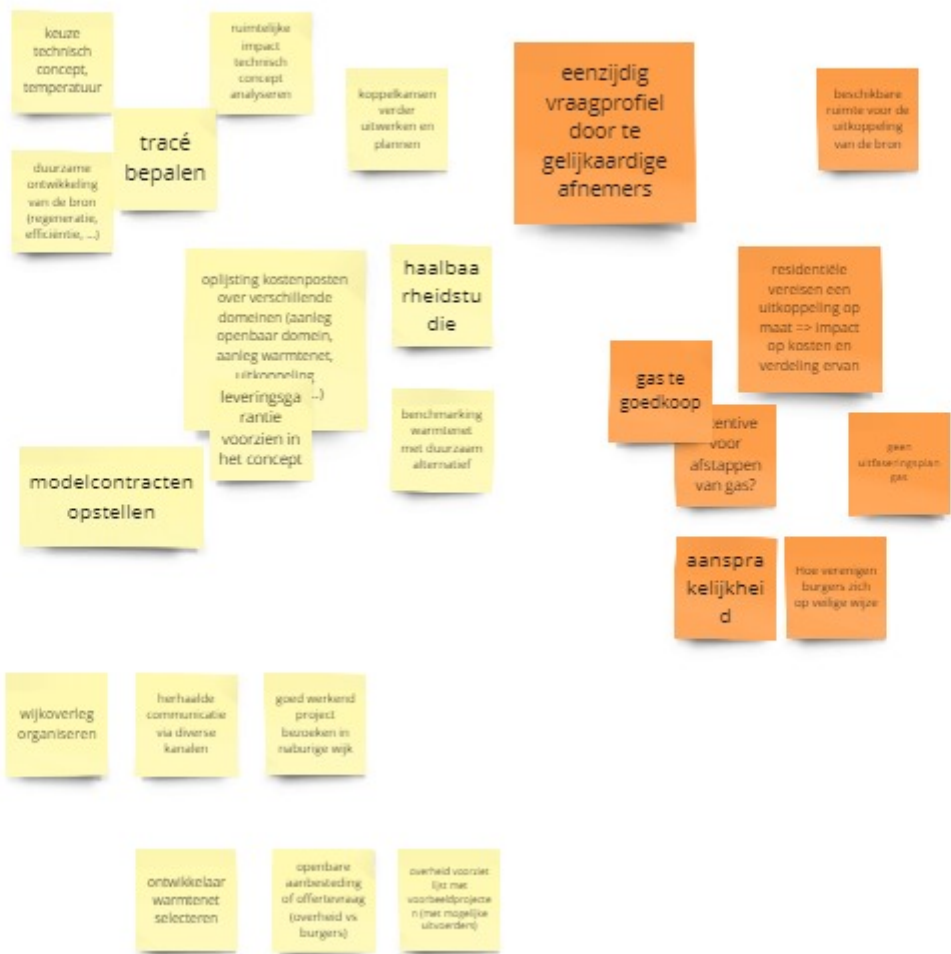 keuze
technisch
concept,
temperatuur
ruimtelijke
impact
technisch
concept
analyseren
koppelkansen
verder
uitwerken en
plannen
tracé
bepalen
duurzame
ontwikkeling
van de bron
(regeneratie,
efficiëntie, ...)
oplijsting kostenposten
over verschillende
domeinen (aanleg
openbaar domein,
aanleg warmtenet,
uitkoppeling,
...)
leveringsga
rantie
voorzien in
het concept
haalbaa
rheidstu
die
benchmarking
warmtenet
met duurzaam
alternatief
modelcontracten
opstellen
eenzijdig
vraagprofiel
door te
gelijkaardige
afnemers
beschikbare
ruimte voor de
uitkoppeling
van de bron
residentiële
vereisen een
uitkoppeling op
maat => impact
op kosten en
verdeling ervan
gas te
goedkoop
centive
voor
afstappen
van gas?
geen
uitfaseringsplan
gas
aanspra
kelijkhei
d
Hoe verenigen
burgers zich
op veilige wijze
wijkoverleg
organiseren
herhaalde
communicatie
via diverse
kanalen
goed werkend
project
bezoeken in
naburige wijk
ontwikkelaar
warmtenet
selecteren
openbare
aanbesteding
of offertevraag
(overheid vs
burgers)
overheid voorziet
lijst met
voorbeeldprojecte
n (met mogelijke
uitvoerders)